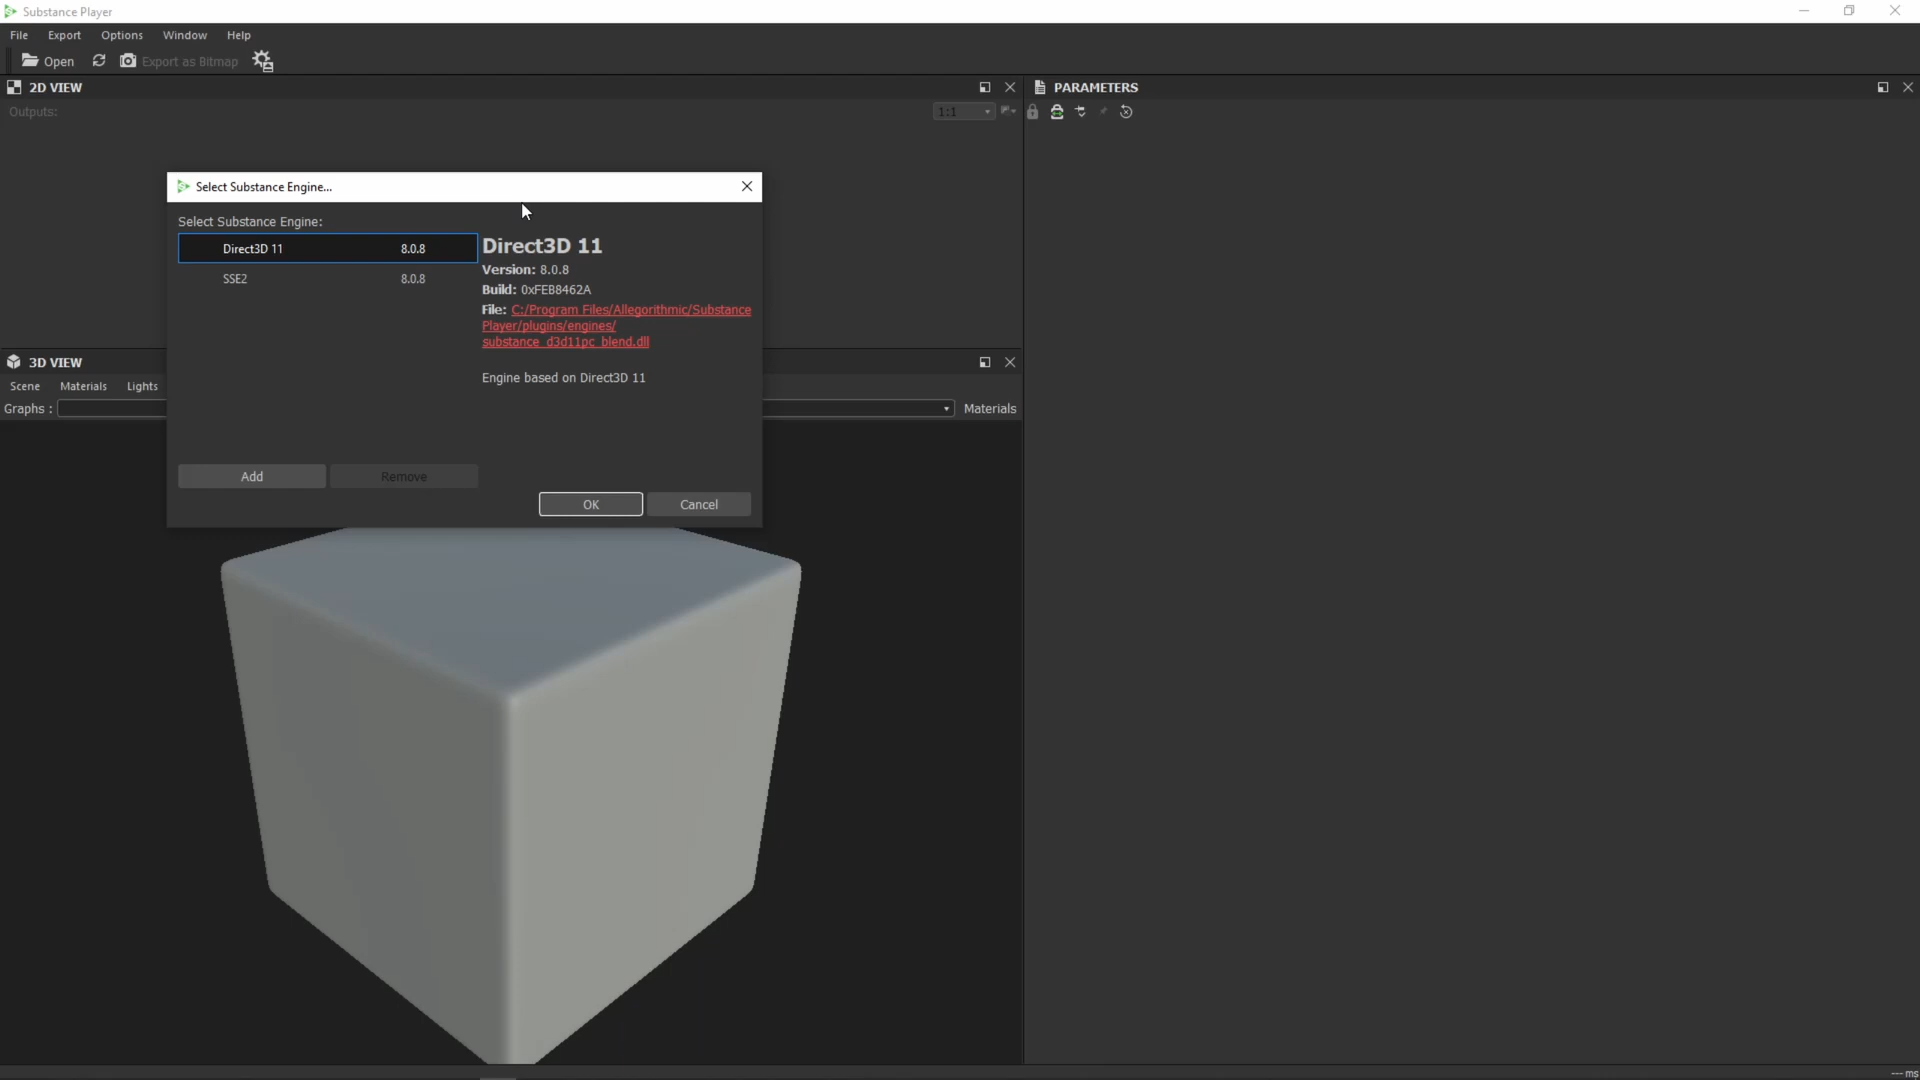 Substance Player
File Export Options Window Help
Open Export as Bitmap
2D VIEW
Outputs:
1:1
PARAMETERS
Select Substance Engine...
Select Substance Engine:
Direct3D 11 8.0.8
SSE2 8.0.8
Direct3D 11
Version: 8.0.8
Build: 0xFEB8462A
File: C:/Program Files/Allegorithmic/Substance
Player/plugins/engines/
substance_d3d11pc_blend.dll
Engine based on Direct3D 11
Add Remove
OK Cancel
3D VIEW
Scene Materials Lights
Graphs : Materials
--- ms